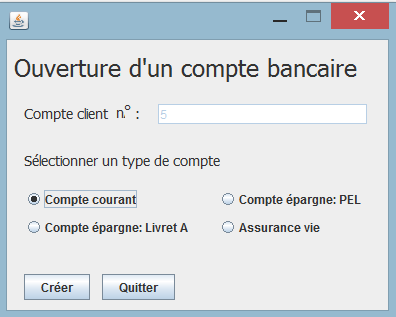 Ouverture d'un compte bancaire
Compte client n.° : 5
Sélectionner un type de compte
Compte courant Compte épargne: PEL
Compte épargne: Livret A Assurance vie
Créer Quitter